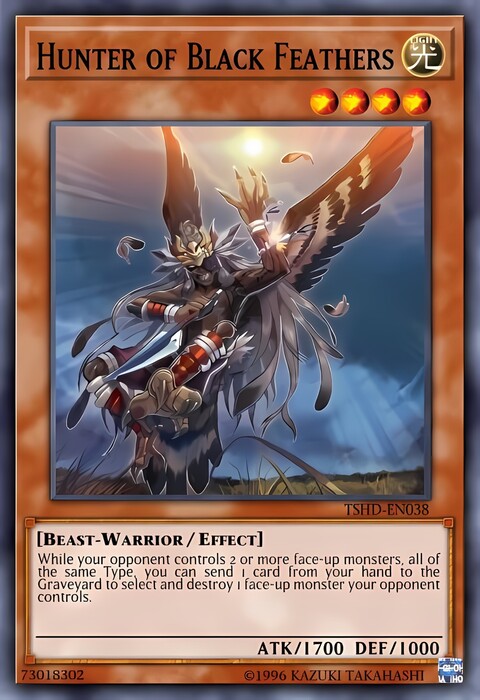 HUNTER OF BLACK FEATHERS
光
TSHD-EN038
[BEAST-WARRIOR / EFFECT]
While your opponent controls 2 or more face-up monsters, all of
the same Type, you can send 1 card from your hand to the
Graveyard to select and destroy 1 face-up monster your opponent
controls.
ATK/1700 DEF/1000
73018302
©1996 KAZUKI TAKAHASHI